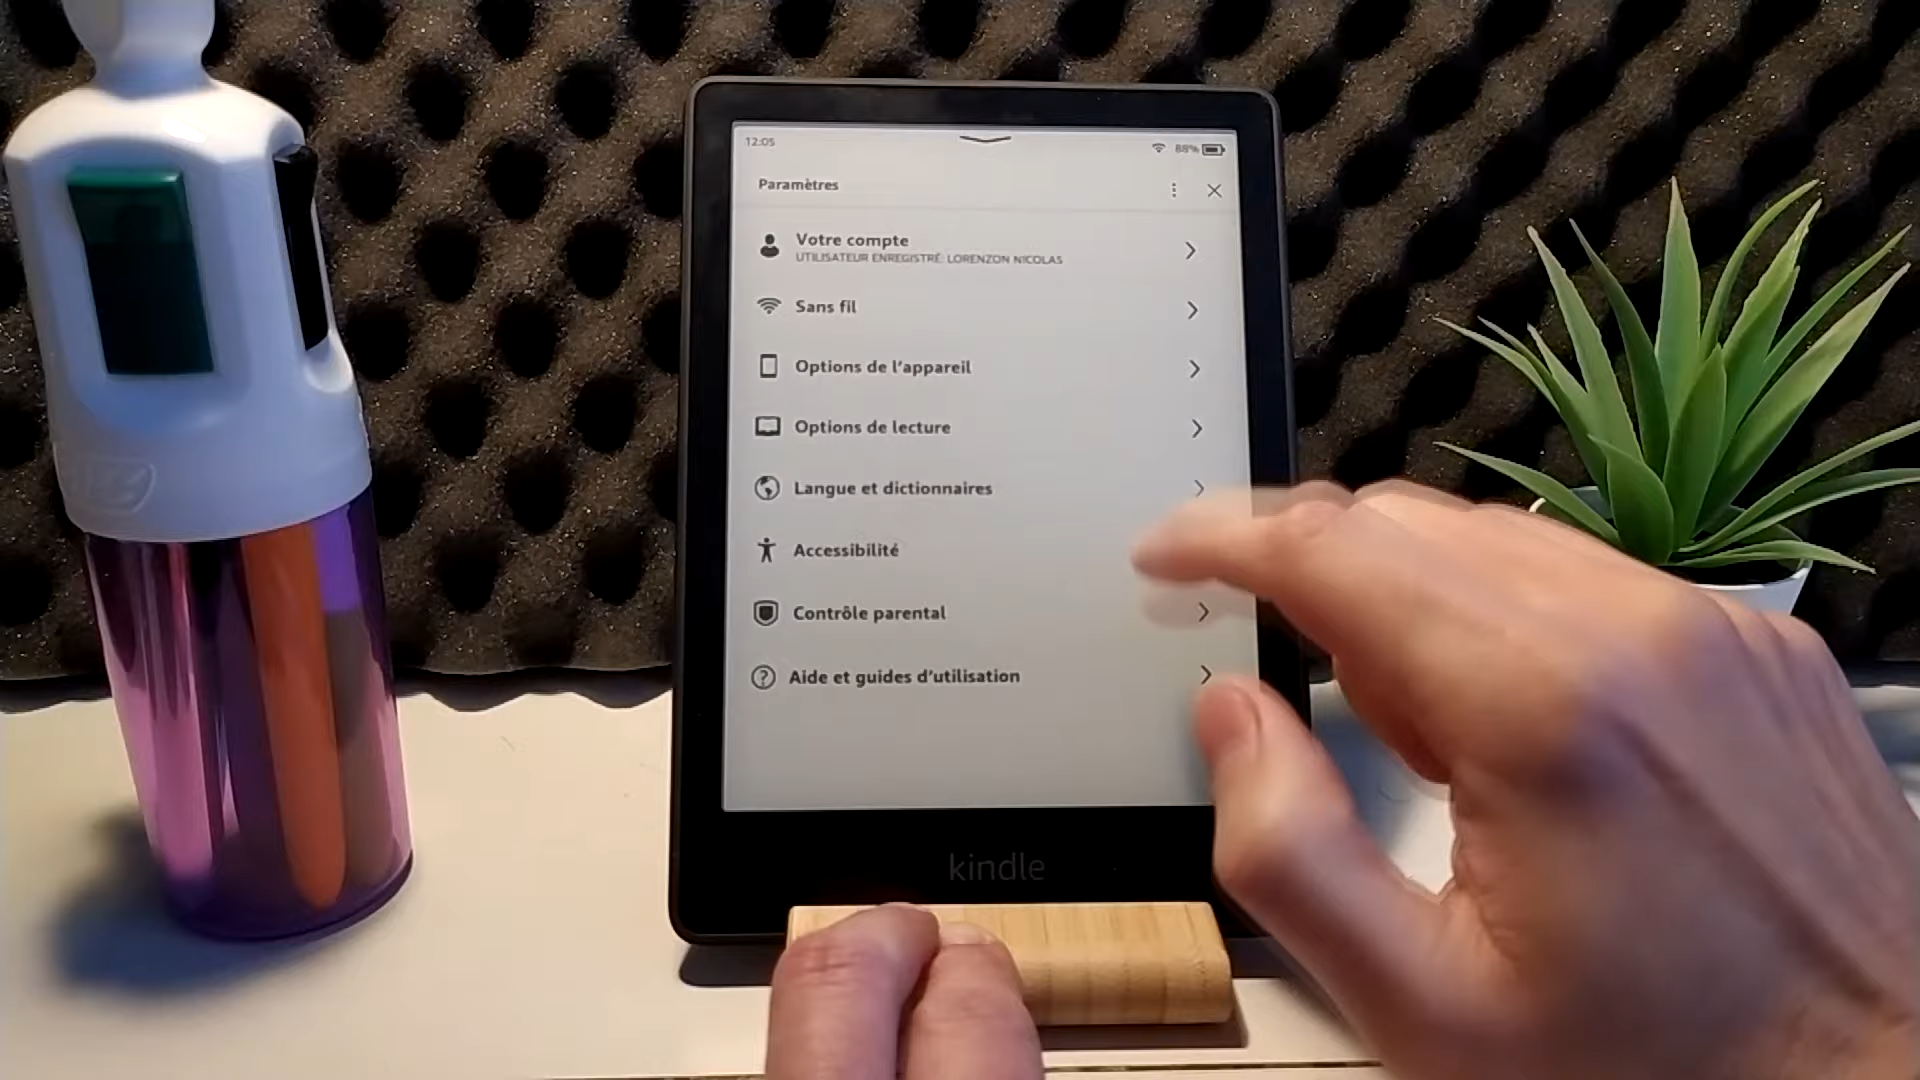 12:05
88%
Paramètres
Votre compte
UTILISATEUR ENREGISTRÉ: LORENZON NICOLAS
Sans fil
Options de l'appareil
Options de lecture
Langue et dictionnaires
Accessibilité
Contrôle parental
Aide et guides d'utilisation
kindle